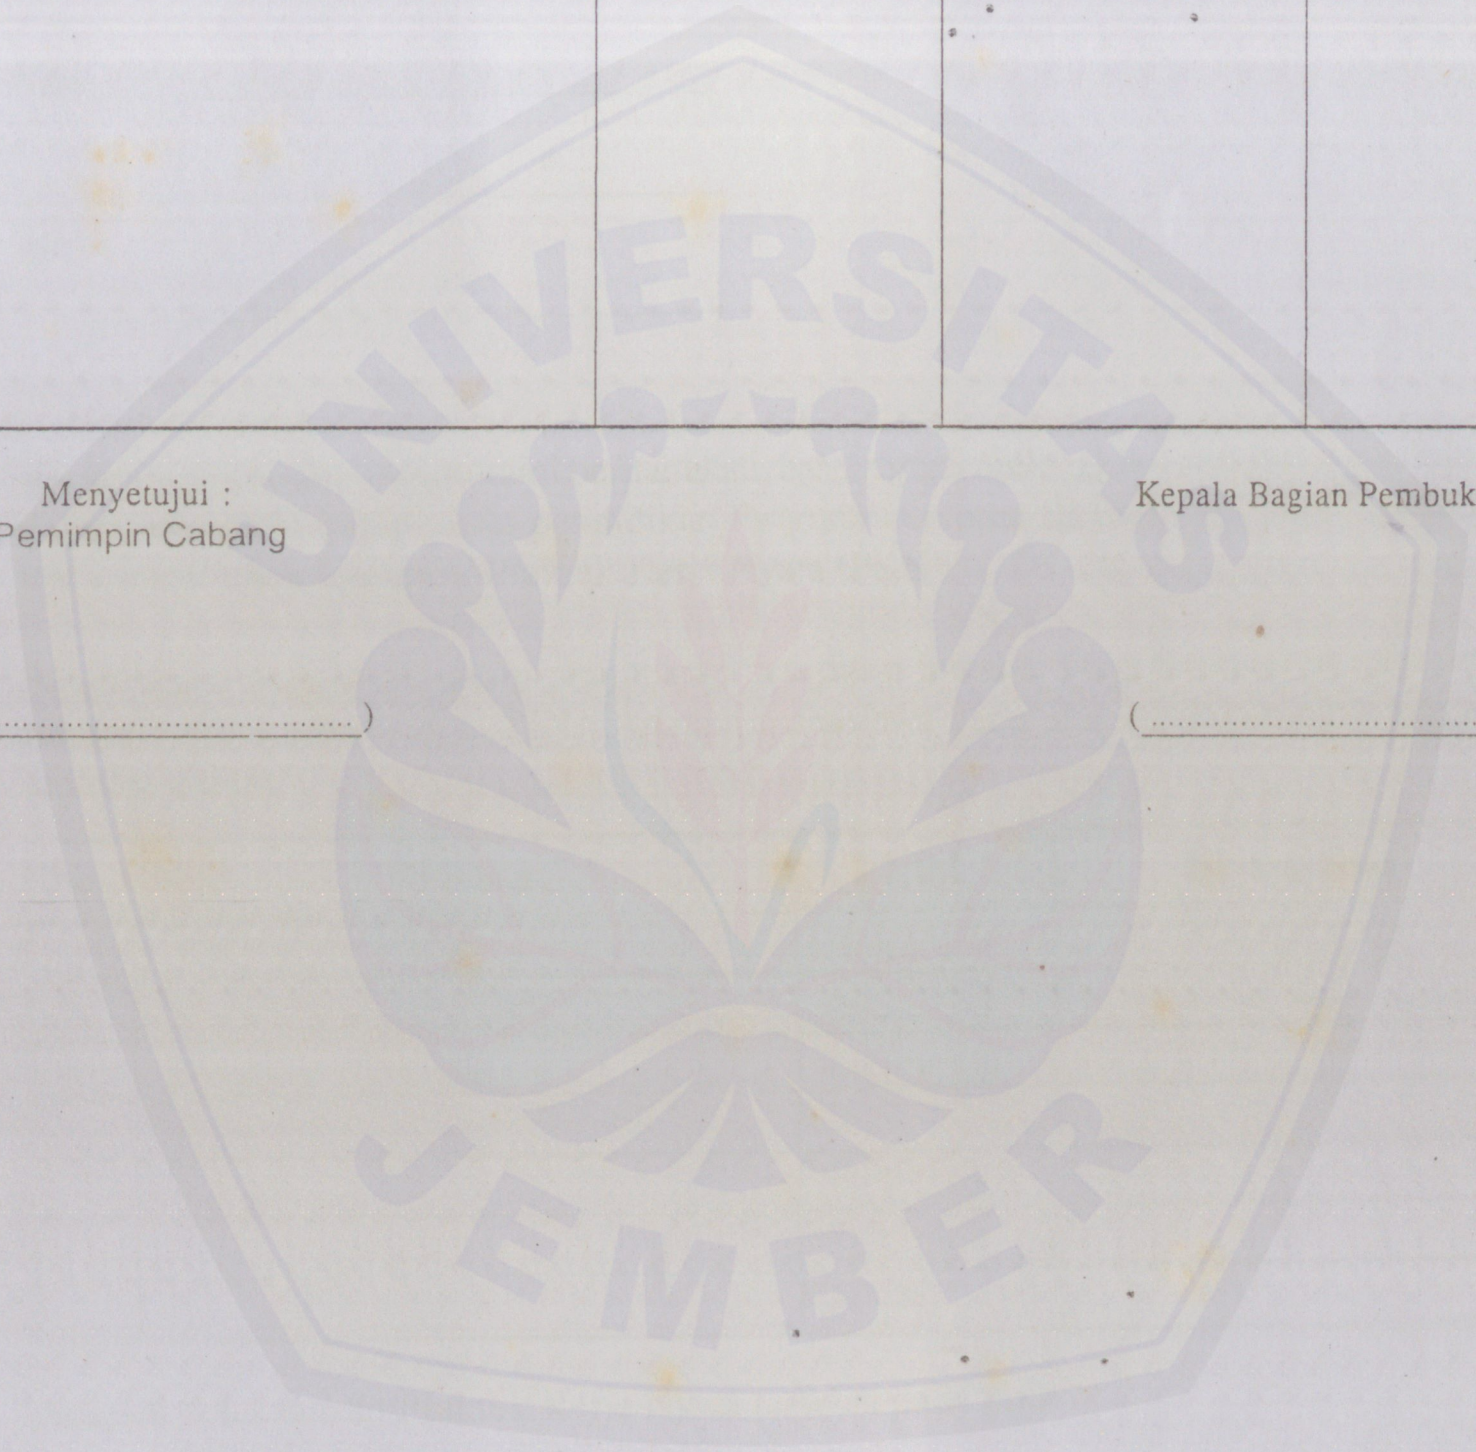 UNIVERSITAS
Menyetujui :
Kepala Bagian Pembuk
Pemimpin Cabang
.......................................)
(.......................................
JEMBER